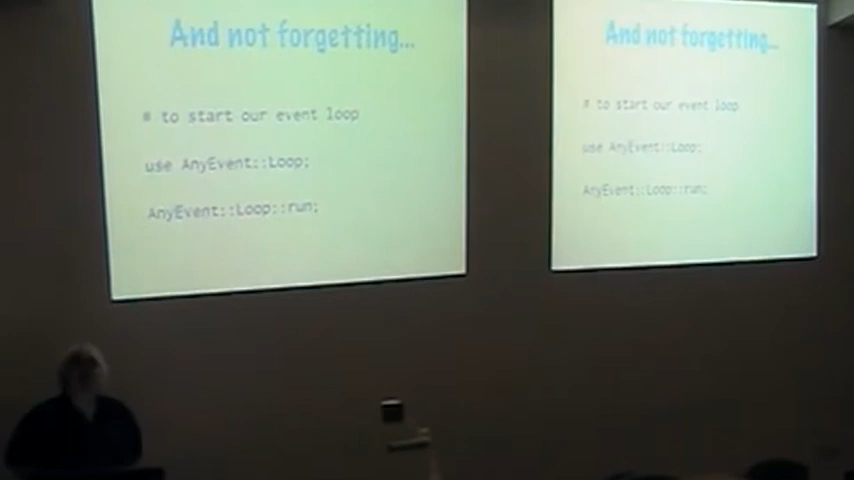 And not forgetting...
# to start our event loop
use AnyEvent::Loop;
AnyEvent::Loop::run;
And not forgetting...
# to start our event loop
use AnyEvent::Loop;
AnyEvent::Loop::run;